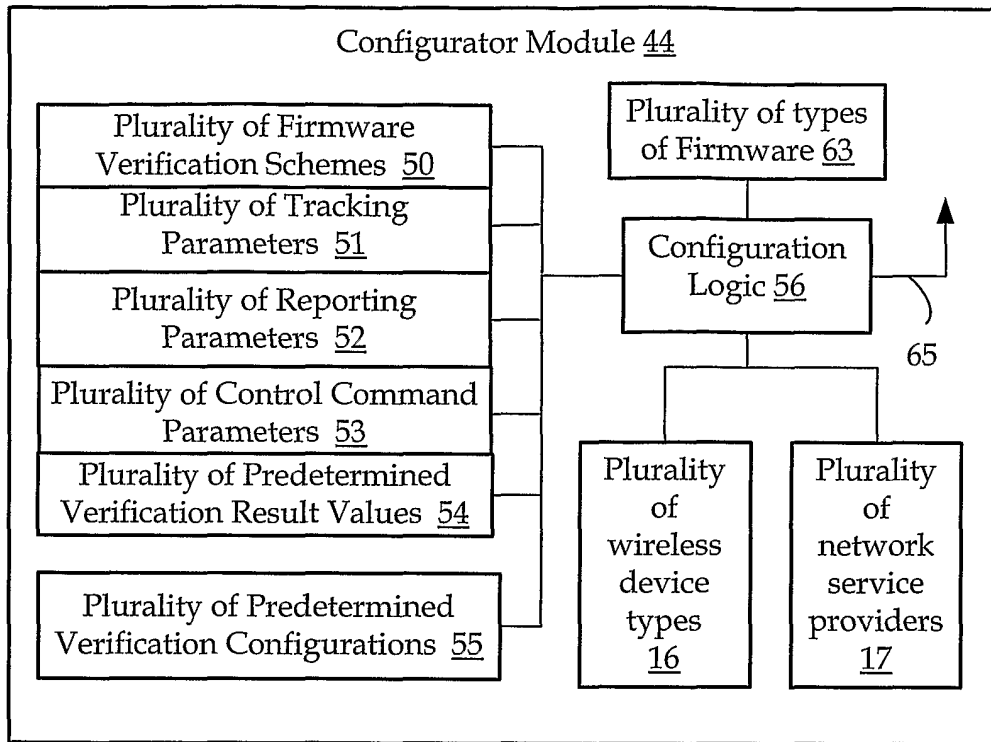 Configurator Module 44
Plurality of Firmware
Verification Schemes 50
Plurality of Tracking
Parameters 51
Plurality of Reporting
Parameters 52
Plurality of Control Command
Parameters 53
Plurality of Predetermined
Verification Result Values 54
Plurality of Predetermined
Verification Configurations 55
Plurality of types
of Firmware 63
Configuration
Logic 56
65
Plurality
of
wireless
device
types
16
Plurality
of
network
service
providers
17